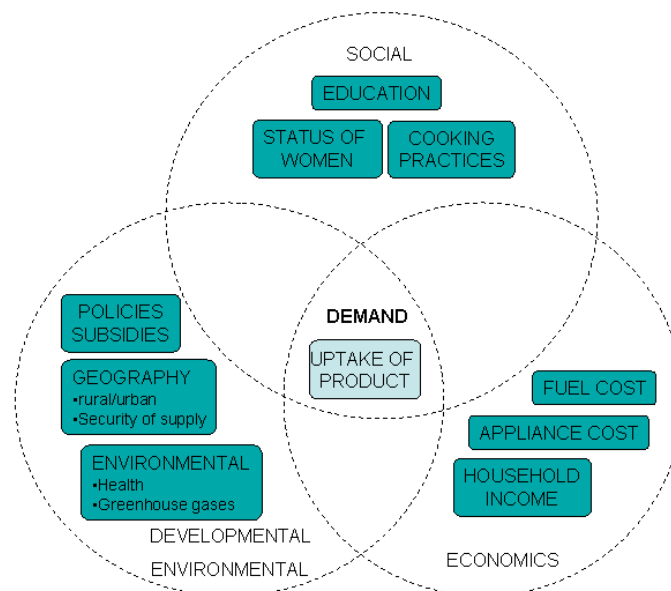 SOCIAL
EDUCATION
STATUS OF
WOMEN
COOKING
PRACTICES
DEMAND
UPTAKE OF
PRODUCT
POLICIES
SUBSIDIES
GEOGRAPHY
▪rural/urban
▪Security of supply
ENVIRONMENTAL
▪Health
▪Greenhouse gases
DEVELOPMENTAL
ENVIRONMENTAL
FUEL COST
APPLIANCE COST
HOUSEHOLD
INCOME
ECONOMICS